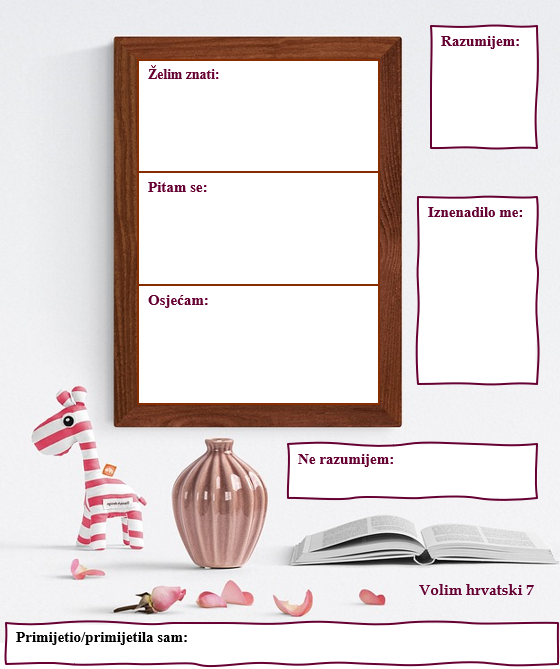 Želim znati:
Pitam se:
Osjećam:
Razumijem:
Iznenadilo me:
Ne razumijem:
Volim hrvatski 7
Primijetio/primijetila sam: